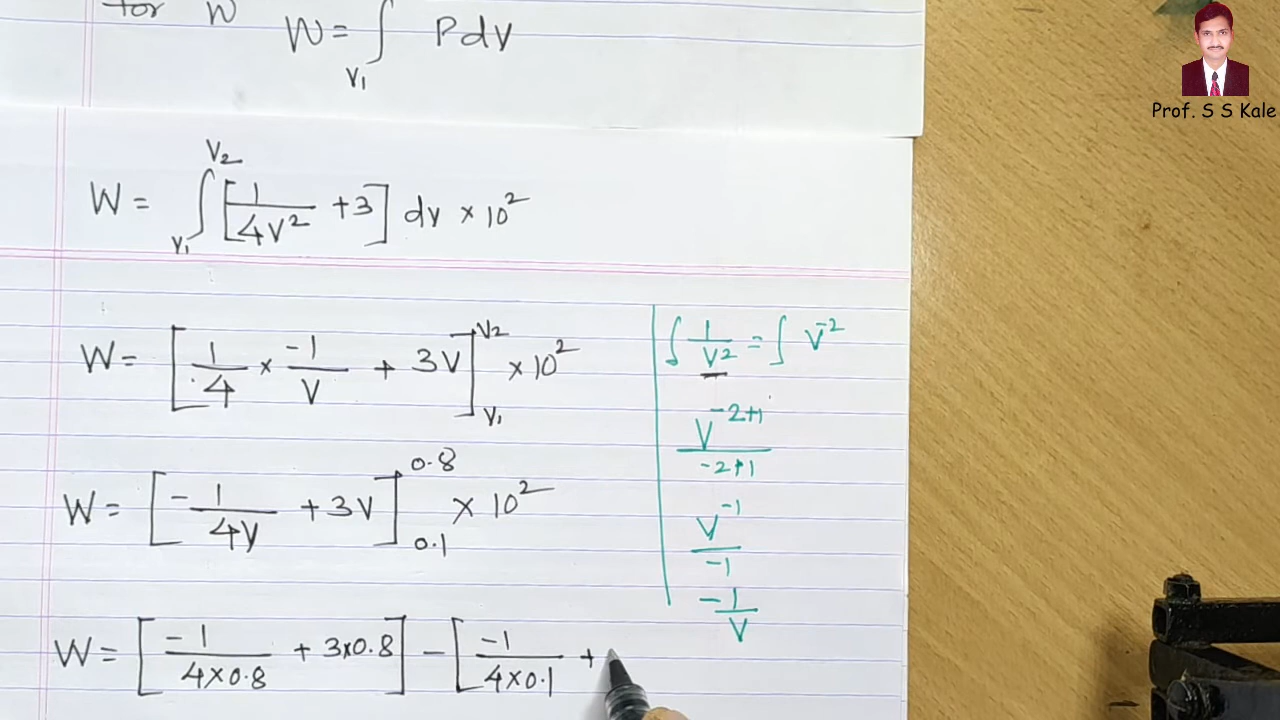 for W W = ∫ Pdv
V1
Prof. S S Kale
W = ∫ V1 V2 [1/4V² + 3] dv × 10²
W = [1/4 × -1/V + 3V] V1 V2 × 10²
W = [-1/4V + 3V] 0.1 0.8 × 10²
W = [-1/4×0.8 + 3×0.8] - [-1/4×0.1 +
∫ 1/V2 = ∫ V⁻²
V⁻²⁺¹
-2+1
V⁻¹
-1
-1
V